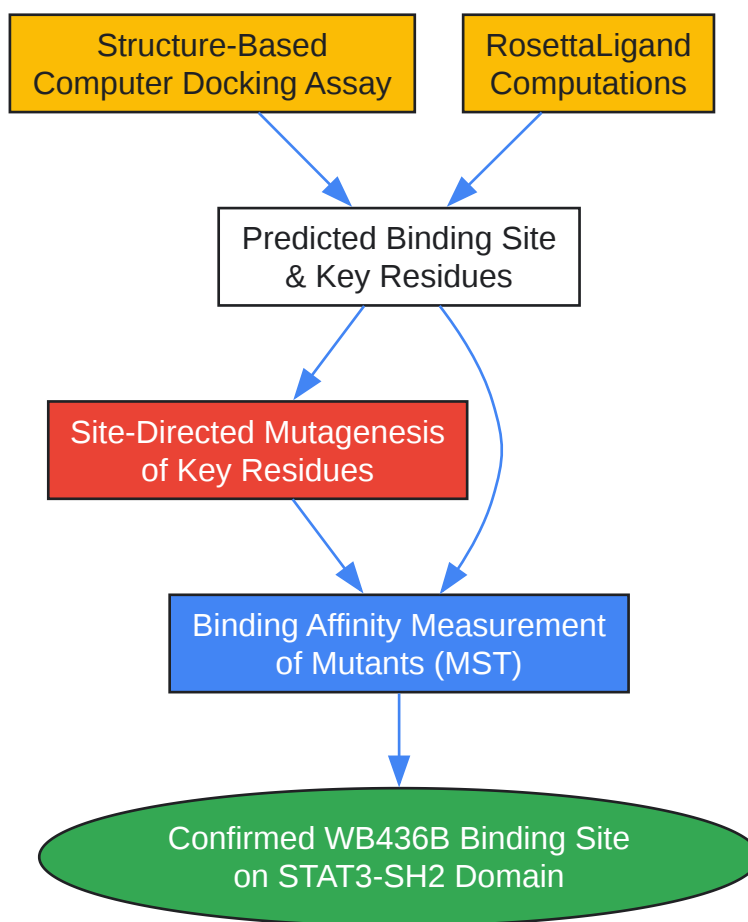 Structure-Based
Computer Docking Assay
RosettaLigand
Computations
Predicted Binding Site
& Key Residues
Site-Directed Mutagenesis
of Key Residues
Binding Affinity Measurement
of Mutants (MST)
Confirmed WB436B Binding Site
on STAT3-SH2 Domain